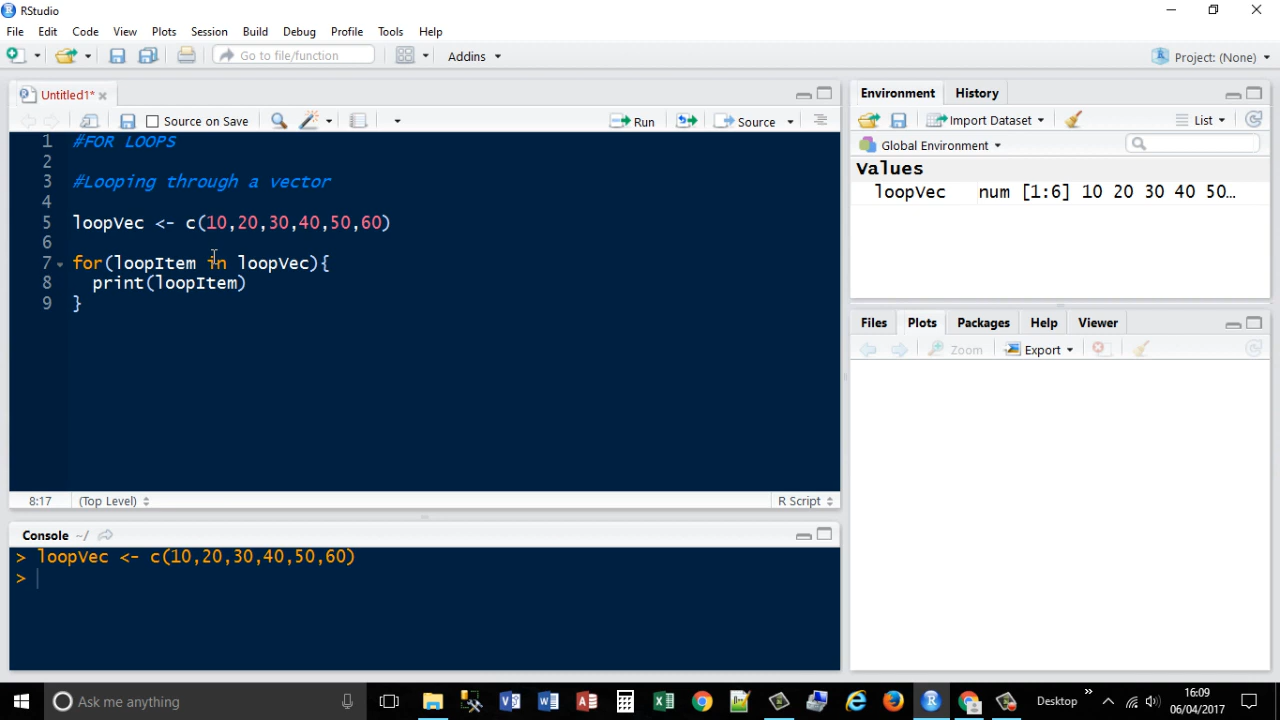 RStudio
File Edit Code View Plots Session Build Debug Profile Tools Help
Go to file/function
Addins
Project: (None)
Untitled1*
Source on Save
Run
Source
1 #FOR LOOPS
2
3 #Looping through a vector
4
5 loopVec <- c(10,20,30,40,50,60)
6
7 for(loopItem in loopVec){
8 print(loopItem)
9 }
8:17 (Top Level)
R Script
Console ~/
> loopVec <- c(10,20,30,40,50,60)
>
Environment History
Import Dataset
List
Global Environment
Values
loopVec num [1:6] 10 20 30 40 50…
Files Plots Packages Help Viewer
Zoom Export
Ask me anything
Desktop
16:09
06/04/2017